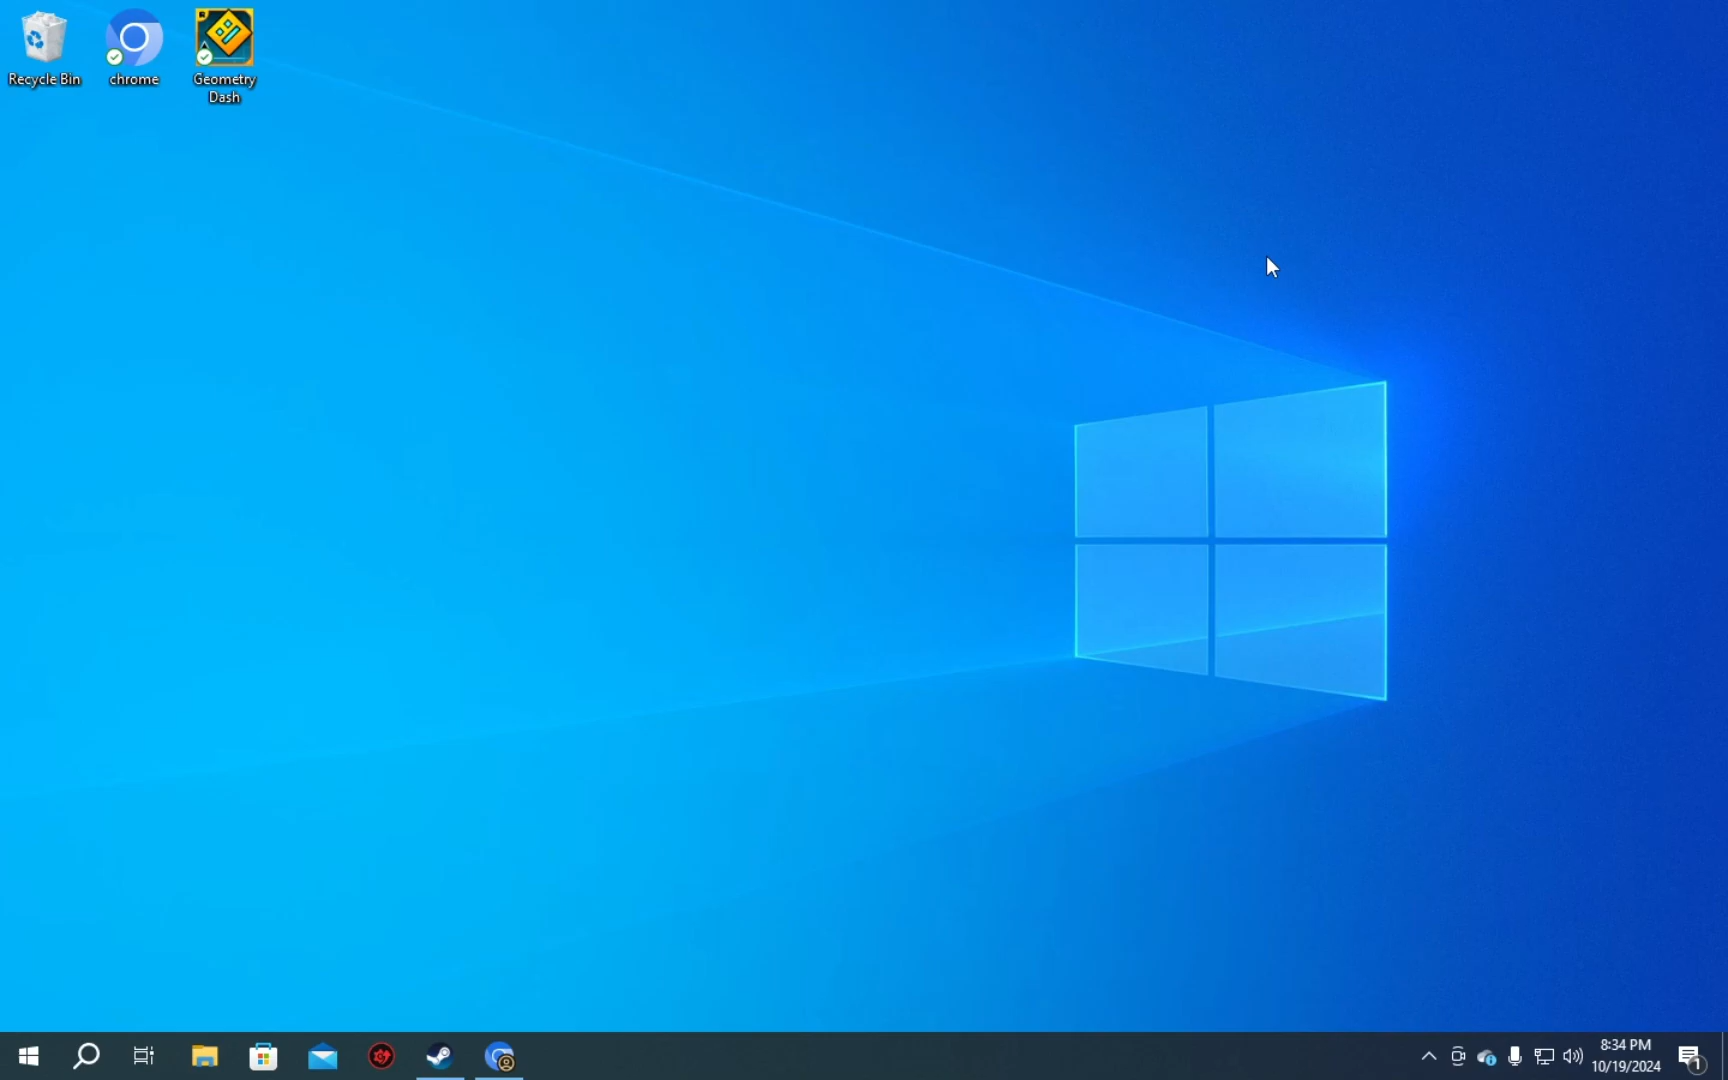 Recycle Bin
chrome
Geometry
Dash
8:34 PM
10/19/2024
1